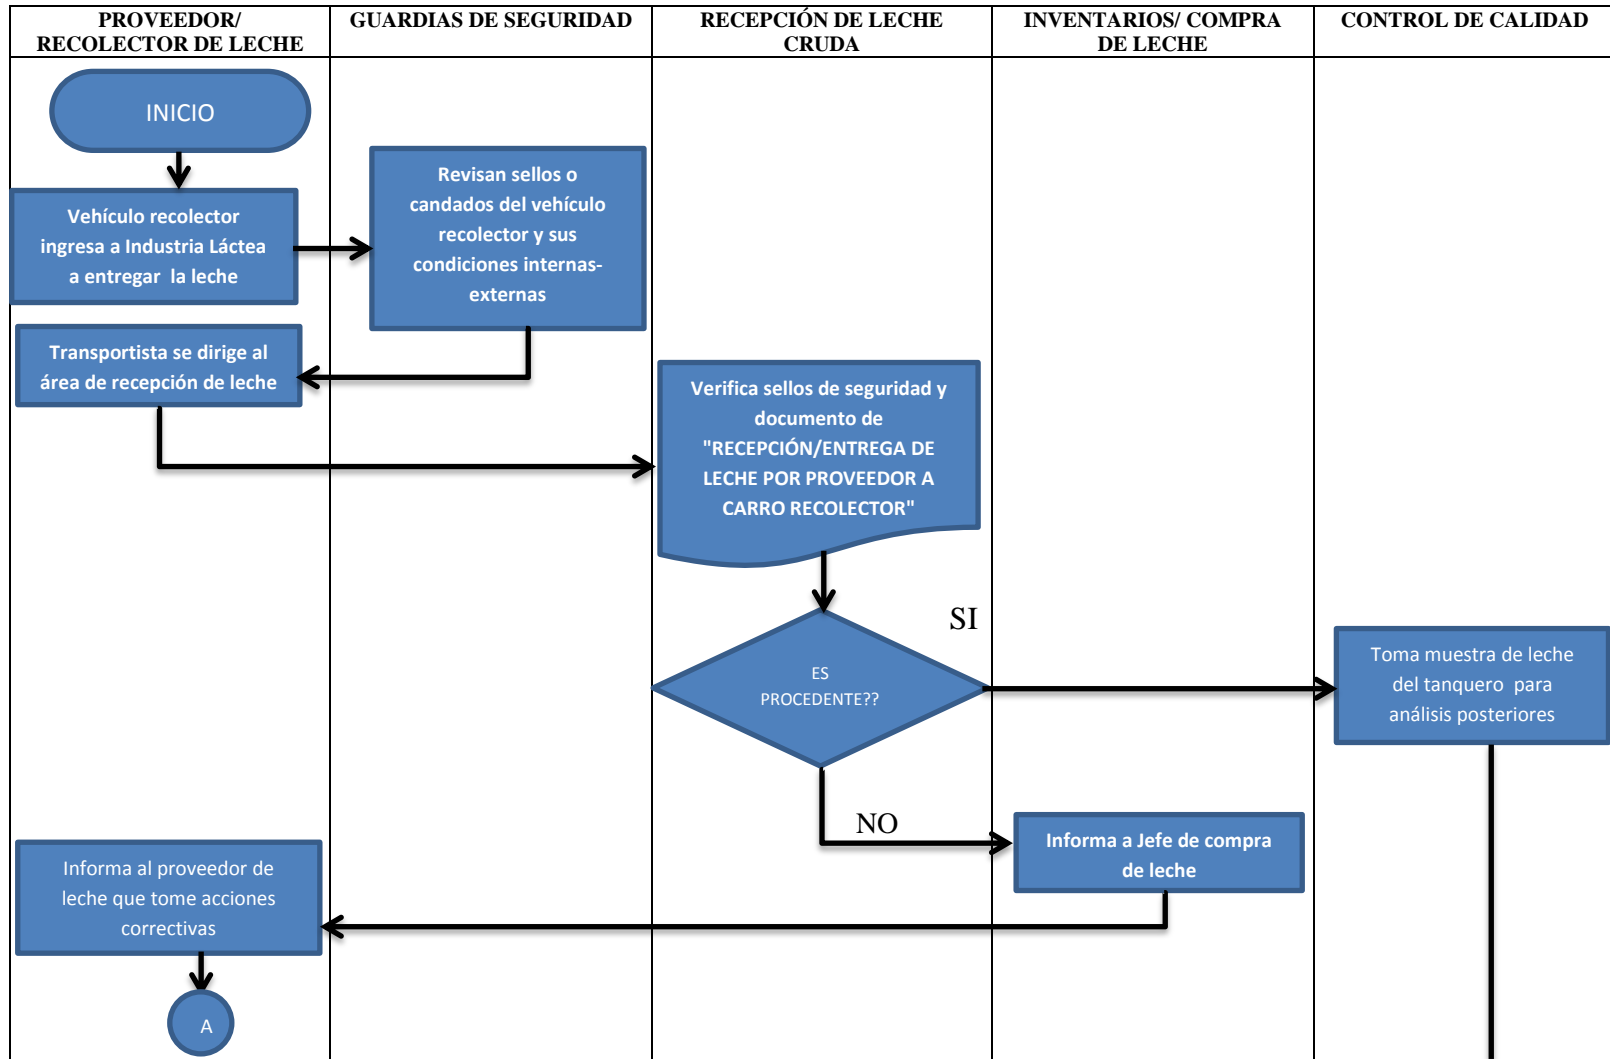 PROVEEDOR/
RECOLECTOR DE LECHE
GUARDIAS DE SEGURIDAD
RECEPCIÓN DE LECHE
CRUDA
INVENTARIOS/ COMPRA
DE LECHE
CONTROL DE CALIDAD
INICIO
Vehículo recolector
ingresa a Industria Láctea
a entregar la leche
Revisan sellos o
candados del vehículo
recolector y sus
condiciones internas-
externas
Transportista se dirige al
área de recepción de leche
Verifica sellos de seguridad y
documento de
"RECEPCIÓN/ENTREGA DE
LECHE POR PROVEEDOR A
CARRO RECOLECTOR"
ES
PROCEDENTE??
SI
Toma muestra de leche
del tanquero para
análisis posteriores
NO
Informa a Jefe de compra
de leche
Informa al proveedor de
leche que tome acciones
correctivas
A